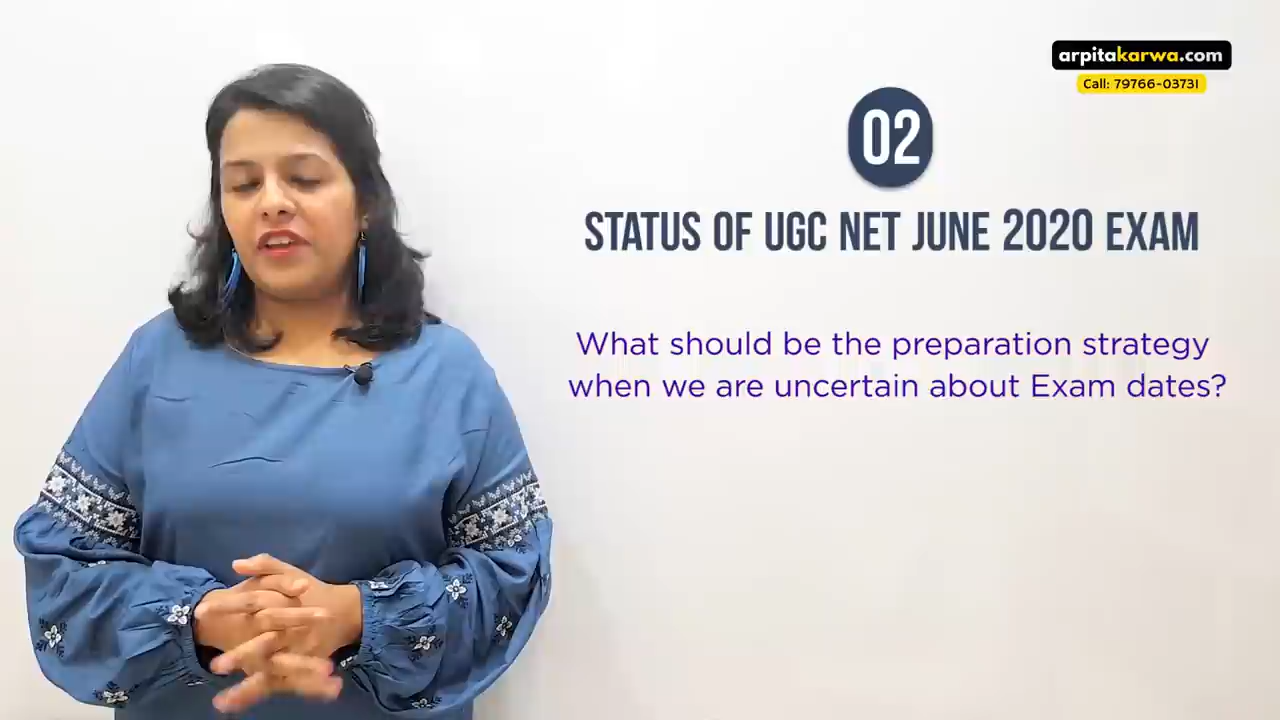 arpitakarwa.com
Call: 79766-03731
02
STATUS OF UGC NET JUNE 2020 EXAM
What should be the preparation strategy
when we are uncertain about Exam dates?